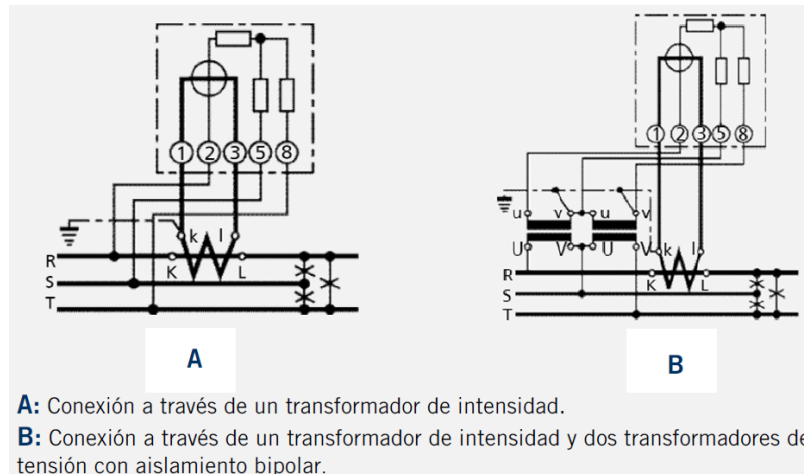 1 2 3 5 8
k l
R K L
S
T
A
1 2 3 5 8
u v u v
U V U V k l
R K L
S
T
B
A: Conexión a través de un transformador de intensidad.
B: Conexión a través de un transformador de intensidad y dos transformadores de
tensión con aislamiento bipolar.